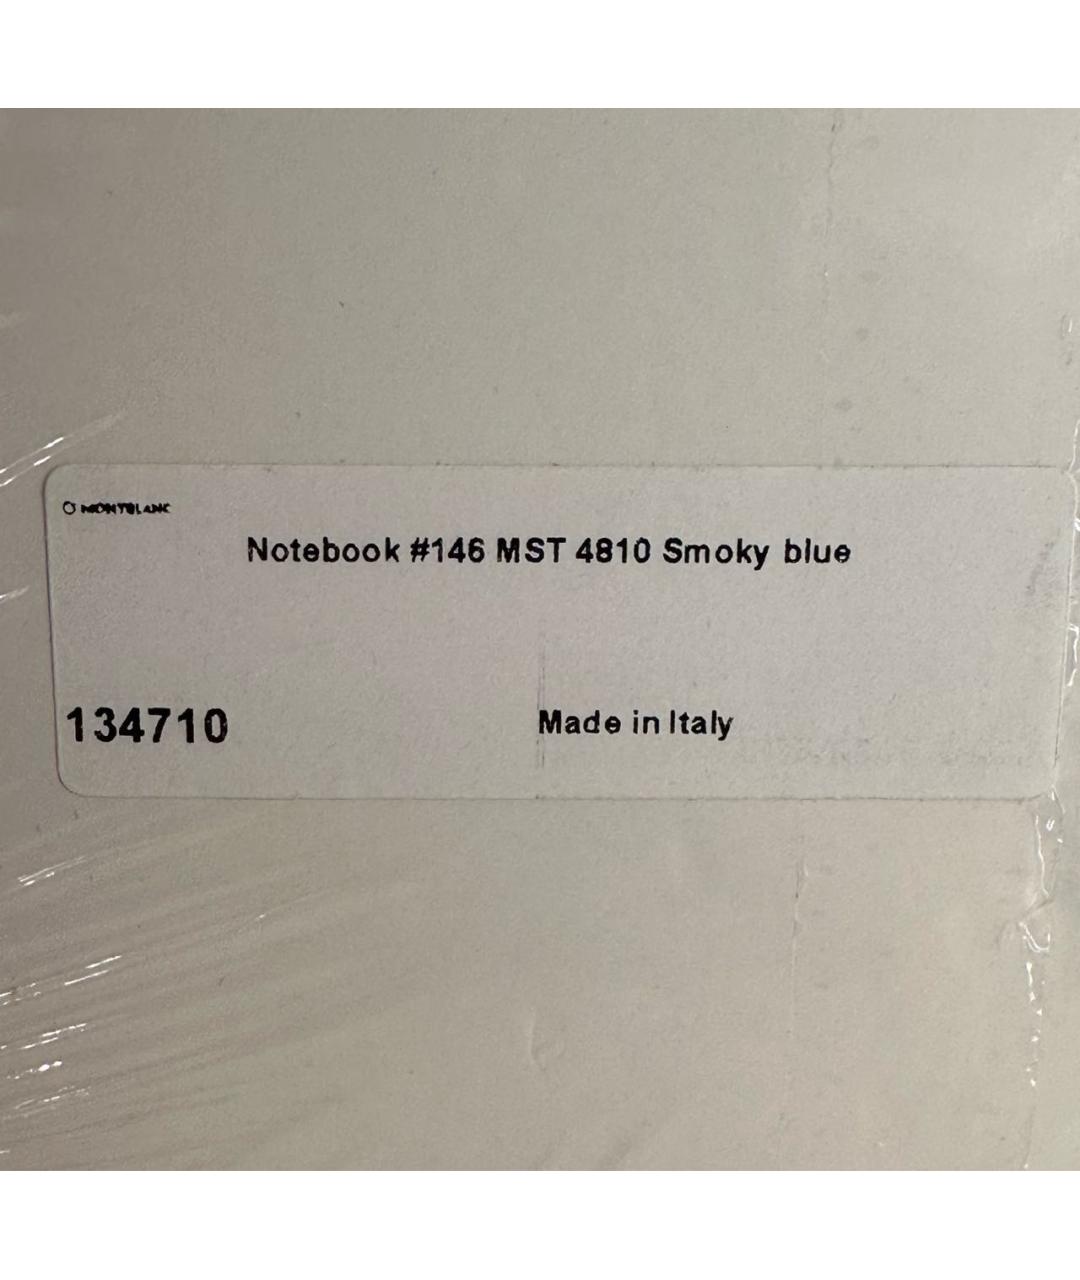 MONTBLANC
Notebook #146 MST 4810 Smoky blue
134710
Made in Italy